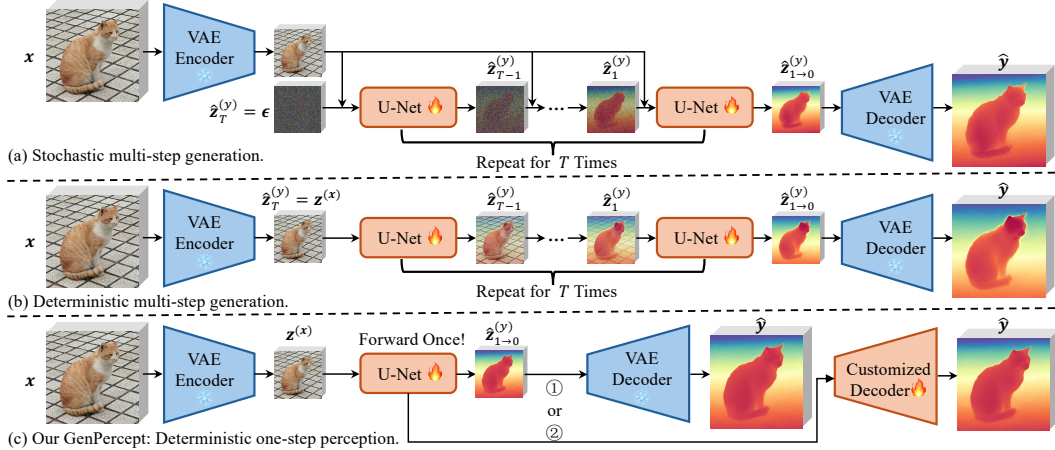 x
VAE
Encoder
ẑ_T^(y) = ϵ
U-Net
ẑ_{T−1}^(y)
...
ẑ_1^(y)
U-Net
ẑ_{1→0}^(y)
VAE
Decoder
ŷ
Repeat for T Times
(a) Stochastic multi-step generation.
x
VAE
Encoder
ẑ_T^(y) = z^(x)
U-Net
ẑ_{T−1}^(y)
...
ẑ_1^(y)
U-Net
ẑ_{1→0}^(y)
VAE
Decoder
ŷ
Repeat for T Times
(b) Deterministic multi-step generation.
x
VAE
Encoder
z^(x)
Forward Once!
U-Net
ẑ_{1→0}^(y)
①
or
②
VAE
Decoder
ŷ
Customized
Decoder
ŷ
(c) Our GenPercept: Deterministic one-step perception.